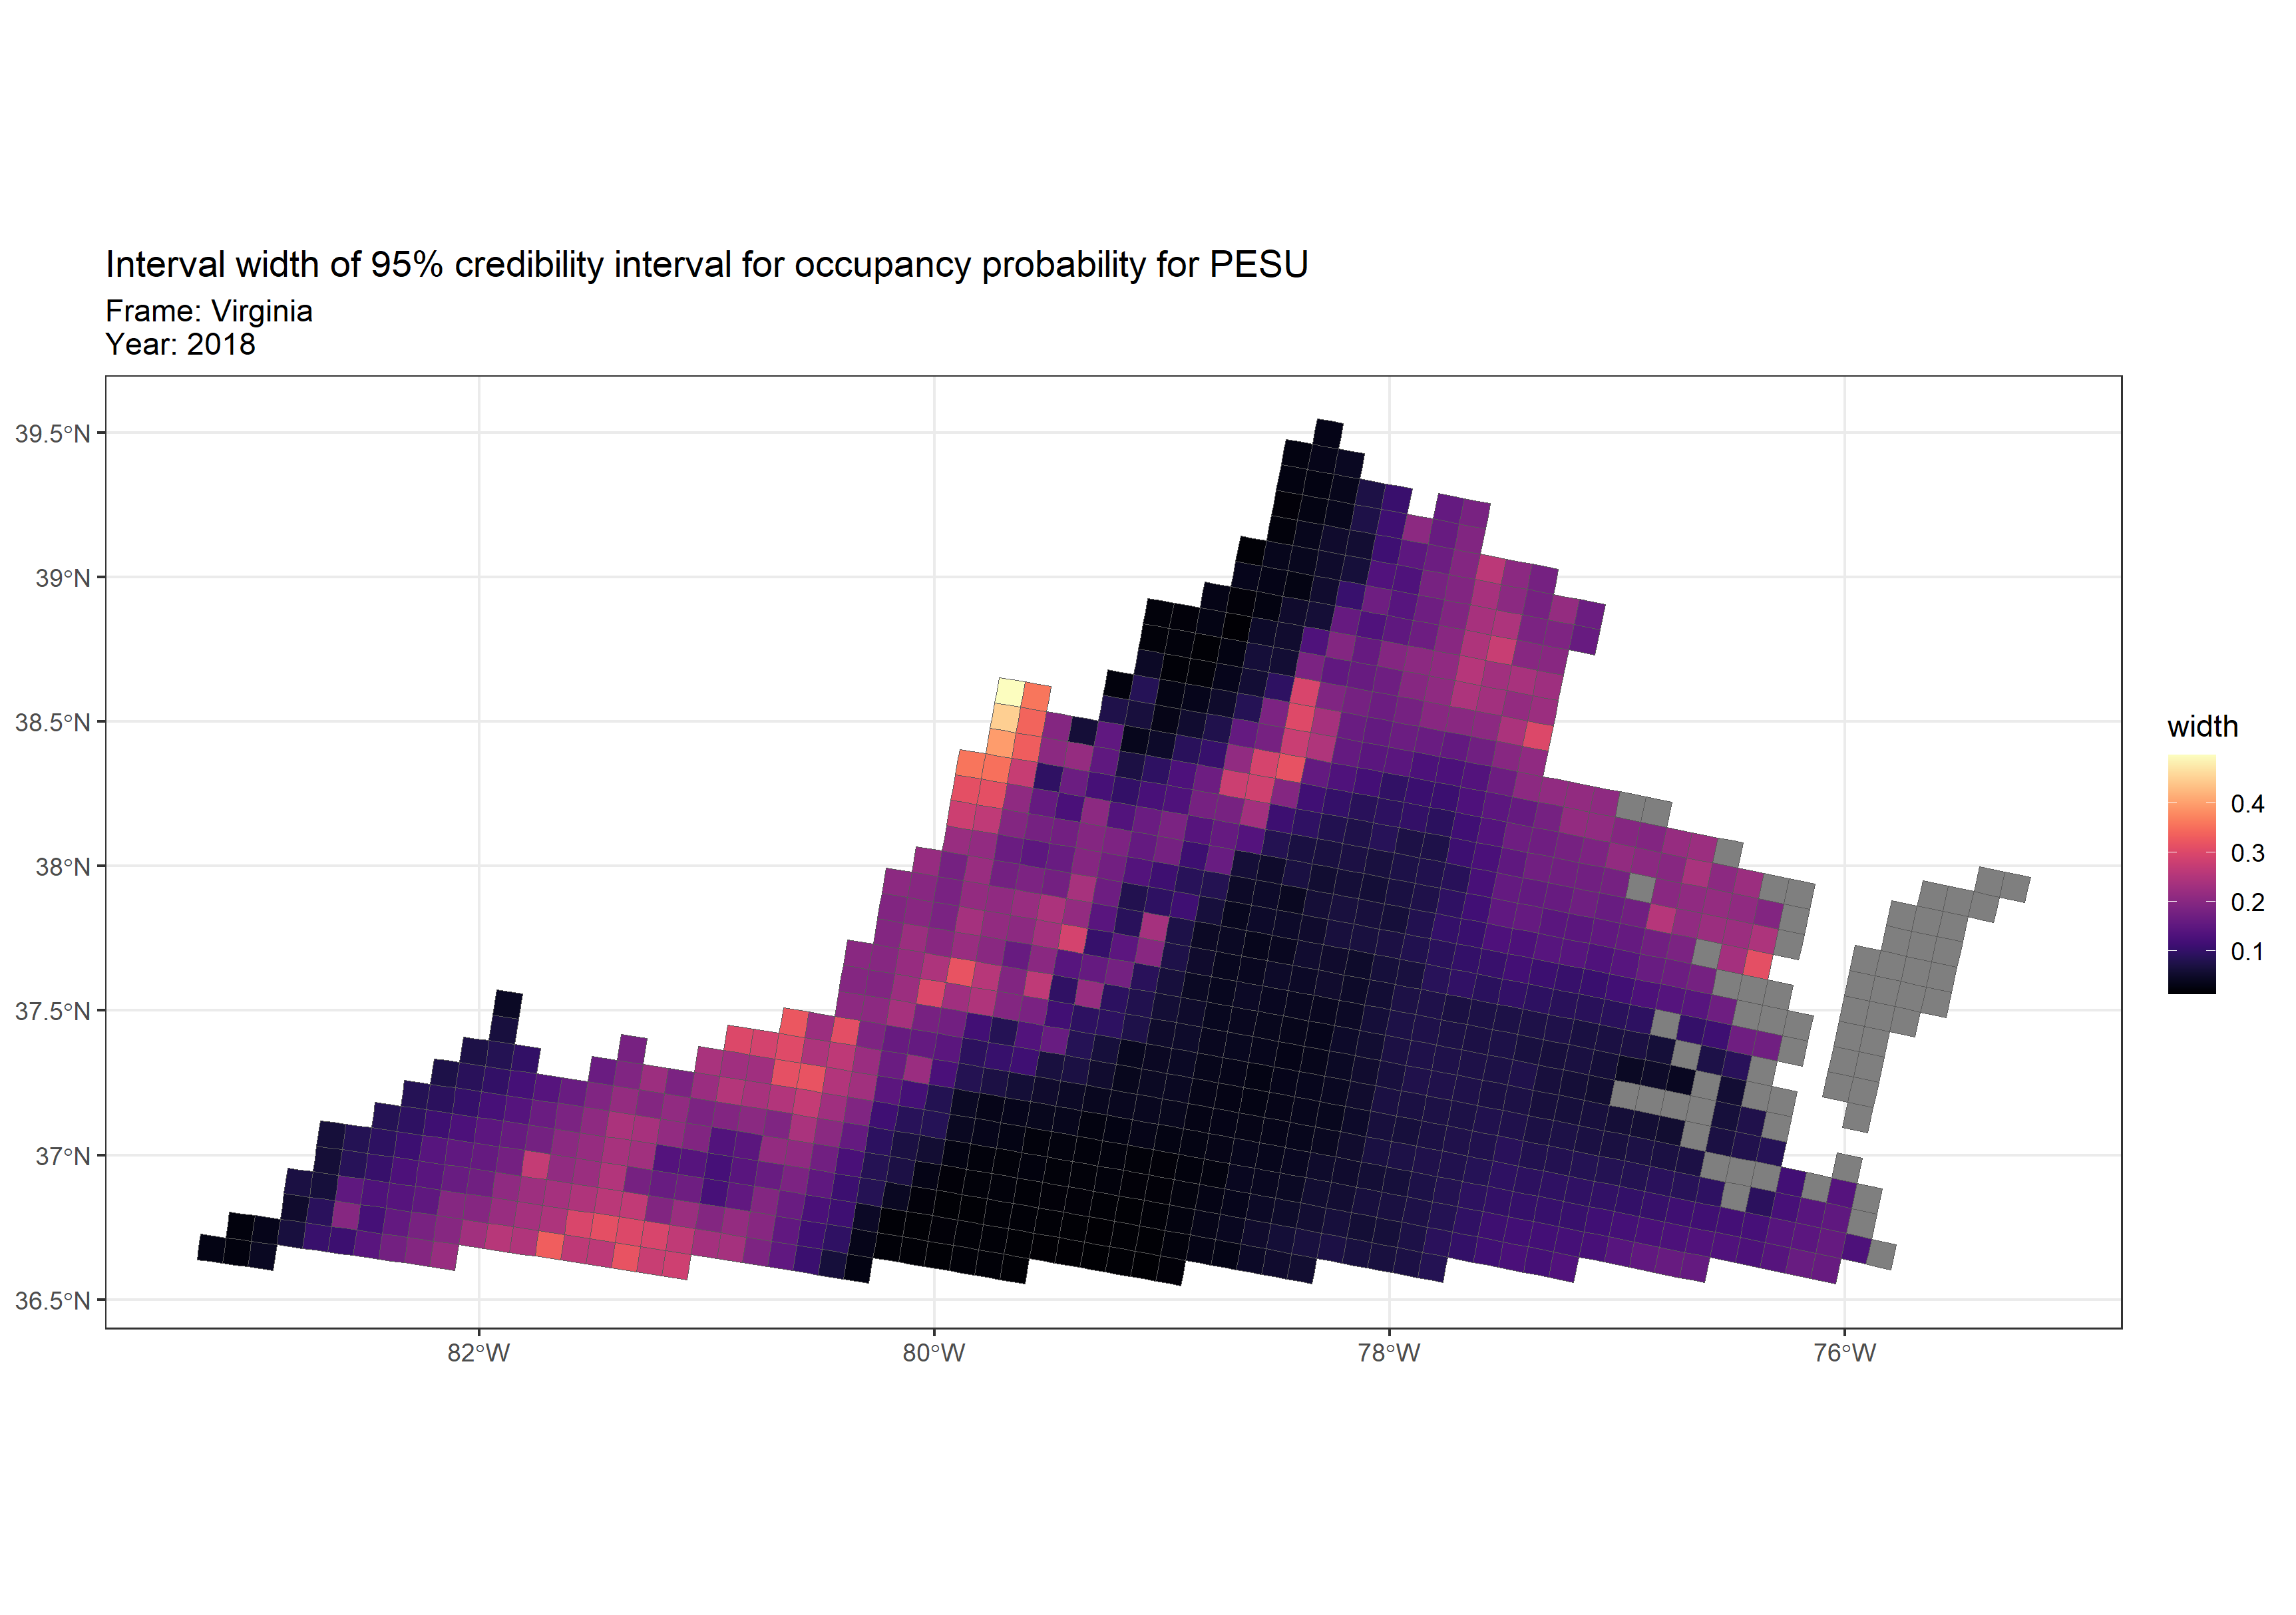 Interval width of 95% credibility interval for occupancy probability for PESU
Frame: Virginia
Year: 2018
39.5°N
39°N
38.5°N
38°N
37.5°N
37°N
36.5°N
82°W
80°W
78°W
76°W
width
0.4
0.3
0.2
0.1